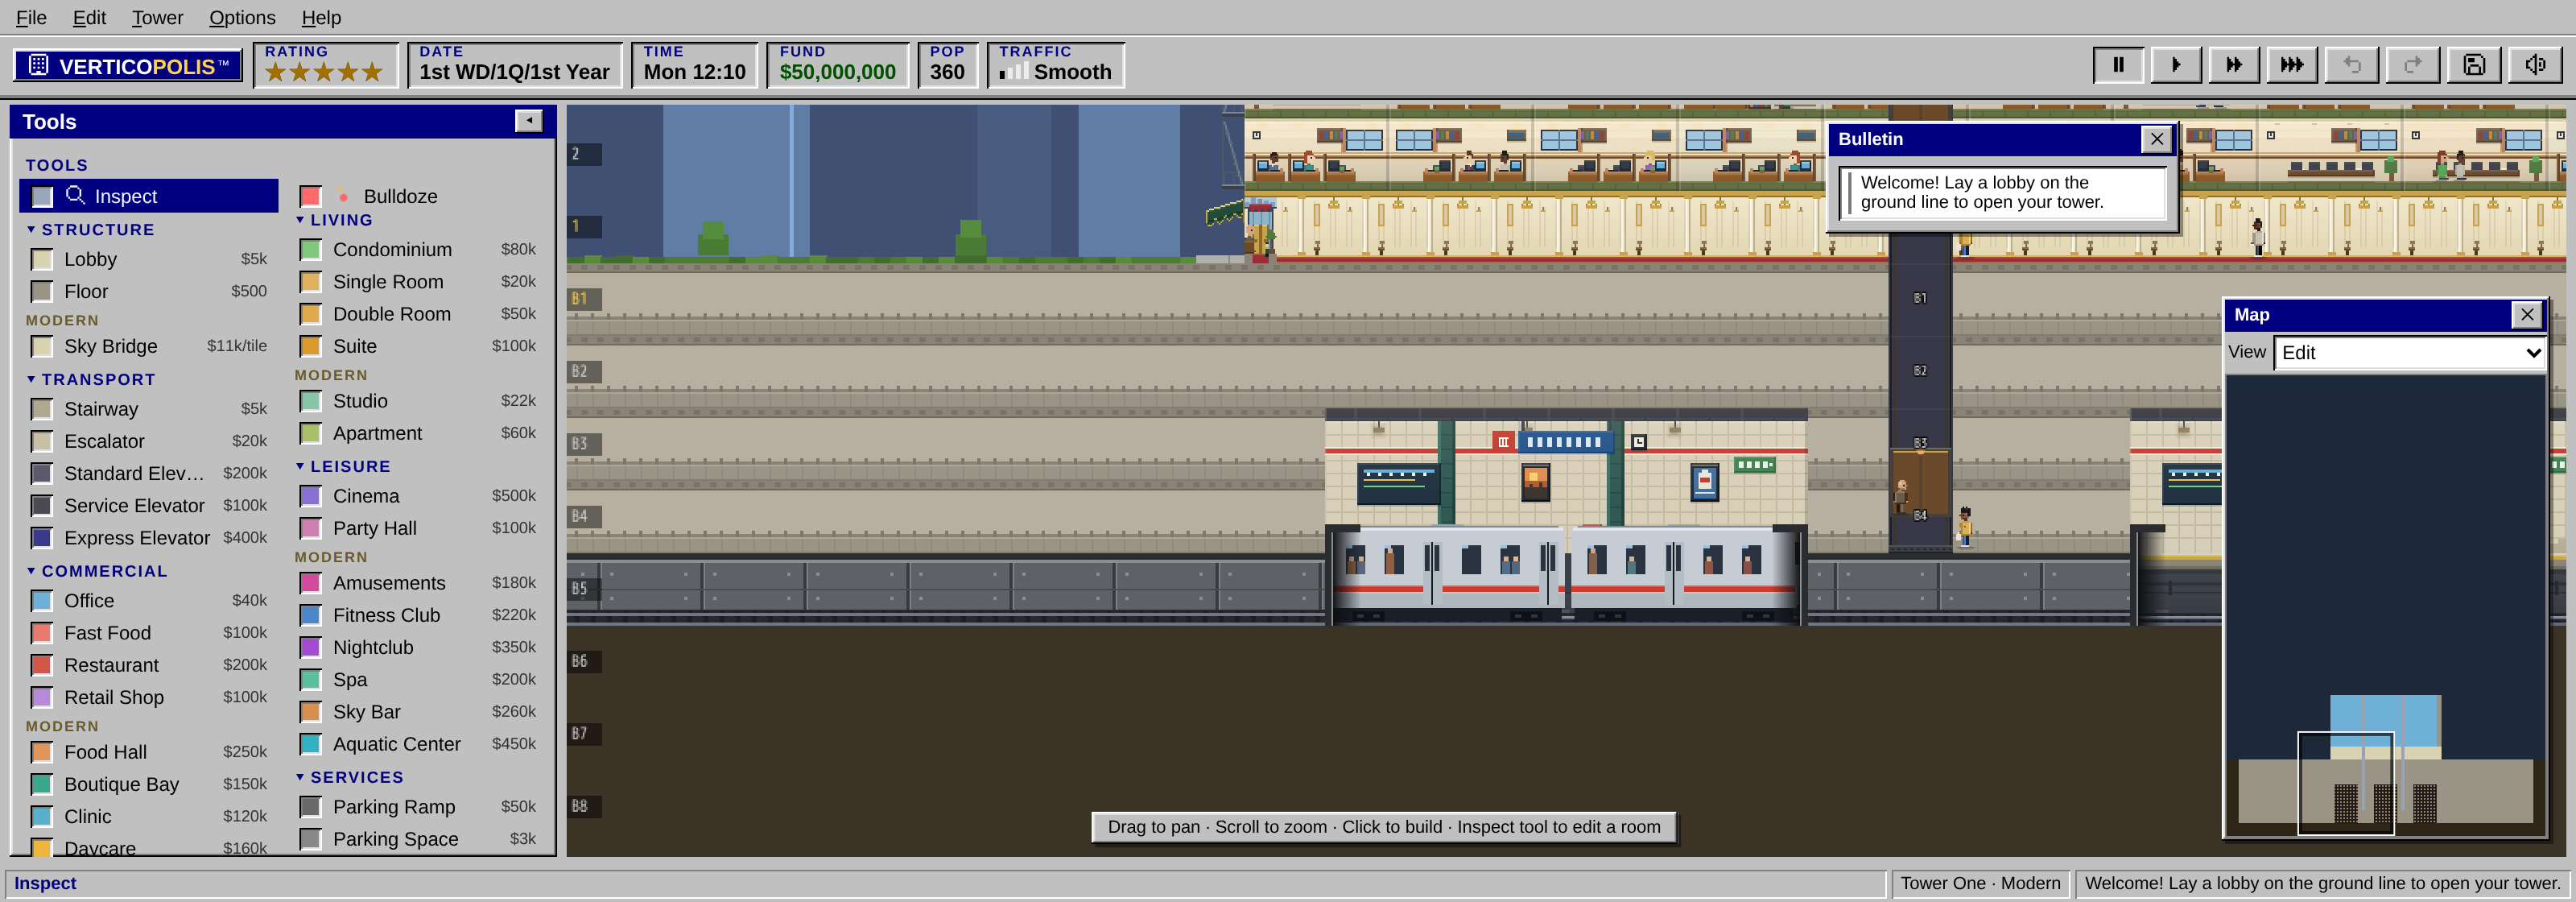 File Edit Tower Options Help
VERTICOPOLIS™
RATING
DATE
1st WD/1Q/1st Year
TIME
Mon 12:10
FUND
$50,000,000
POP
360
TRAFFIC
Smooth
Tools
TOOLS
Inspect
Bulldoze
STRUCTURE
Lobby $5k
Floor $500
MODERN
Sky Bridge $11k/tile
TRANSPORT
Stairway $5k
Escalator $20k
Standard Elev… $200k
Service Elevator $100k
Express Elevator $400k
COMMERCIAL
Office $40k
Fast Food $100k
Restaurant $200k
Retail Shop $100k
MODERN
Food Hall $250k
Boutique Bay $150k
Clinic $120k
Daycare $160k
LIVING
Condominium $80k
Single Room $20k
Double Room $50k
Suite $100k
MODERN
Studio $22k
Apartment $60k
LEISURE
Cinema $500k
Party Hall $100k
MODERN
Amusements $180k
Fitness Club $220k
Nightclub $350k
Spa $200k
Sky Bar $260k
Aquatic Center $450k
SERVICES
Parking Ramp $50k
Parking Space $3k
2
1
B1
B2
B3
B4
B5
B6
B7
B8
B1
B2
B3
B4
Bulletin
Welcome! Lay a lobby on the
ground line to open your tower.
Map
View Edit
Drag to pan · Scroll to zoom · Click to build · Inspect tool to edit a room
Inspect
Tower One · Modern
Welcome! Lay a lobby on the ground line to open your tower.